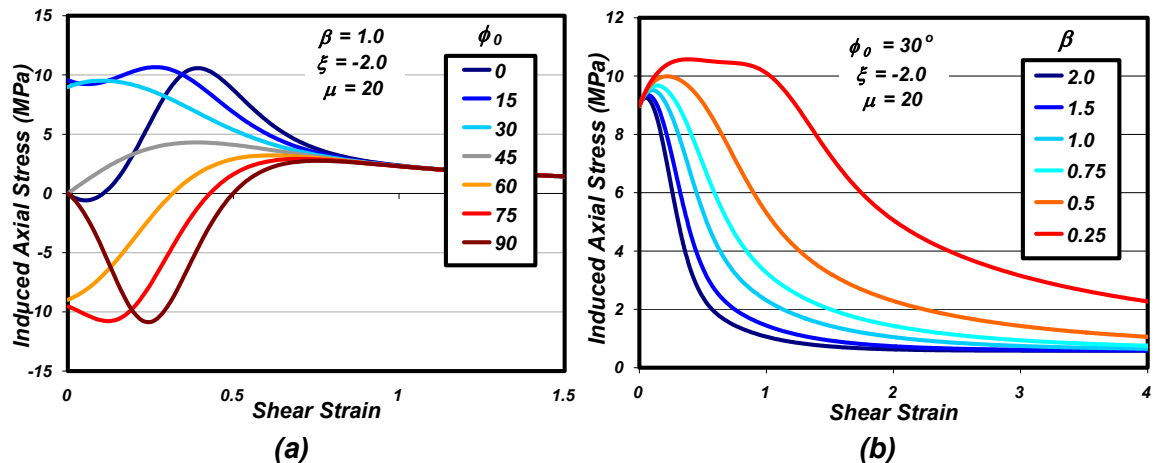 15
10
5
0
-5
-10
-15
Induced Axial Stress (MPa)
β = 1.0
ξ = -2.0
μ = 20
ϕ0
0
15
30
45
60
75
90
0
0.5
1
1.5
Shear Strain
(a)
12
10
8
6
4
2
0
Induced Axial Stress (MPa)
ϕ0 = 30°
ξ = -2.0
μ = 20
β
2.0
1.5
1.0
0.75
0.5
0.25
0
1
2
3
4
Shear Strain
(b)